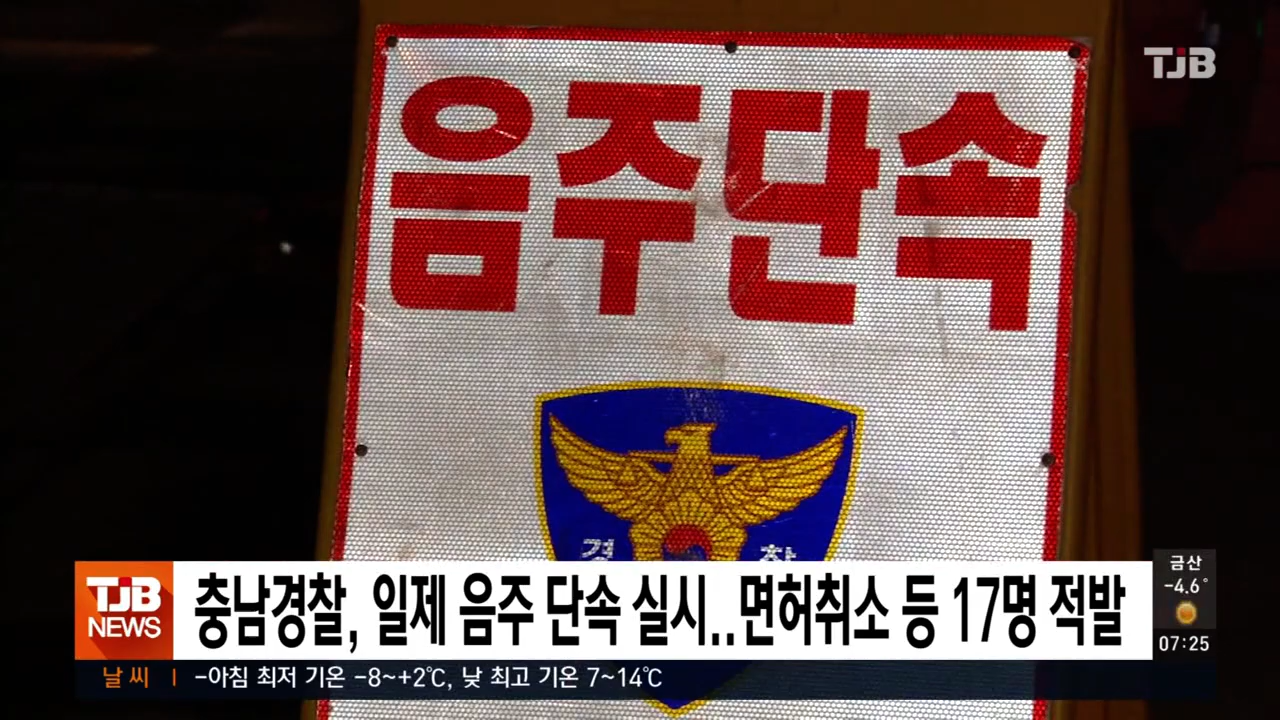 TJB
음주단속
경 찰
금산
-4.6°
TJB
NEWS
충남경찰, 일제 음주 단속 실시..면허취소 등 17명 적발
07:25
날씨 | -아침 최저 기온 -8~+2℃, 낮 최고 기온 7~14℃